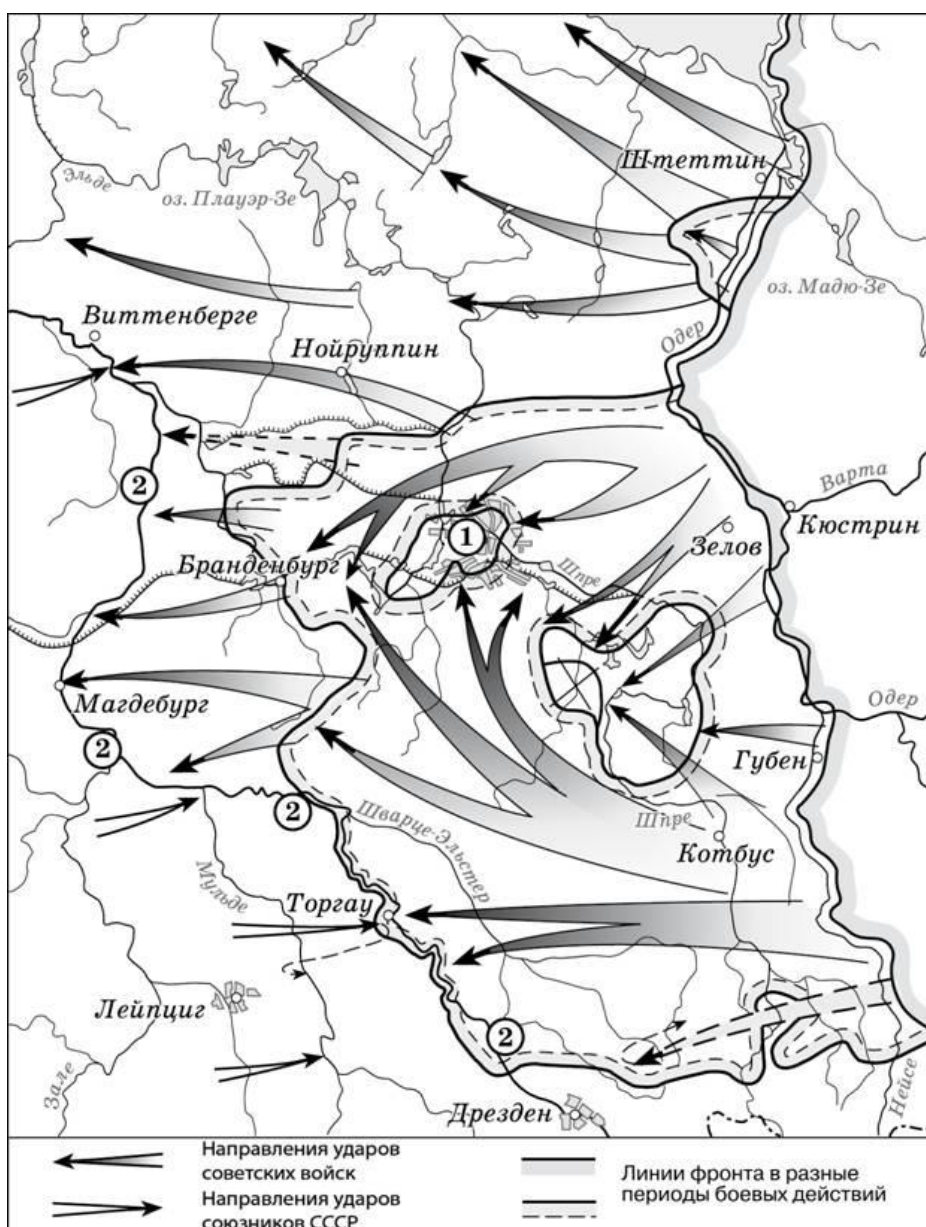 Штеттин
Эльде
оз. Плауэр-Зе
оз. Мадю-Зе
Виттенберге
Одер
Нойруппин
Варта
2
Кюстрин
1
Зелов
Бранденбург
Шпре
Магдебург
Одер
2
Губен
2
Шпре
Шварце-Эльстер
Котбус
Мульде
Торгау
Лейпциг
2
Зале
Нейсе
Дрезден
Направления ударов
советских войск
Направления ударов
союзников СССР
Линии фронта в разные
периоды боевых действий